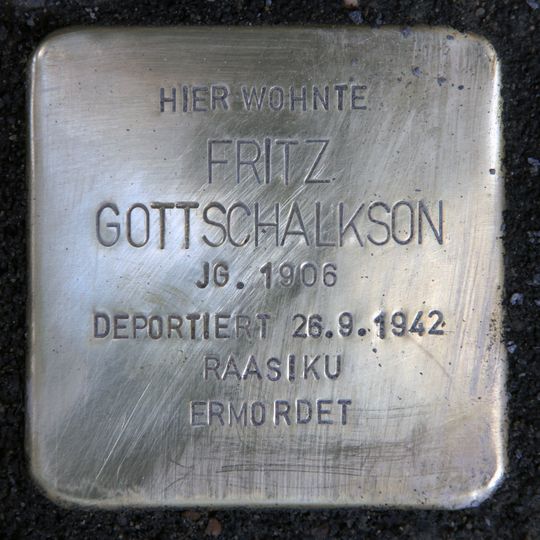 HIER WOHNTE
FRITZ
GOTTSCHALKSON
JG. 1906
DEPORTIERT 26.9.1942
RAASIKU
ERMORDET